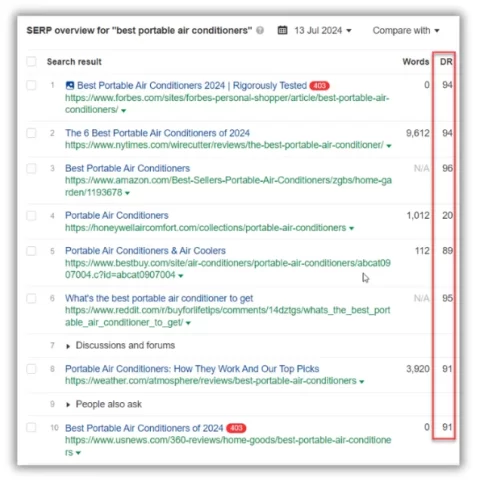 SERP overview for "best portable air conditioners" ? 13 Jul 2024 Compare with
Search result Words DR
1 Best Portable Air Conditioners 2024 | Rigorously Tested 403 0 94
https://www.forbes.com/sites/forbes-personal-shopper/article/best-portable-air-
conditioners/
2 The 6 Best Portable Air Conditioners of 2024 9,612 94
https://www.nytimes.com/wirecutter/reviews/the-best-portable-air-conditioner/
3 Best Portable Air Conditioners N/A 96
https://www.amazon.com/Best-Sellers-Portable-Air-Conditioners/zgbs/home-ga
rden/1193678
4 Portable Air Conditioners 1,012 20
https://honeywellaircomfort.com/collections/portable-air-conditioners
5 Portable Air Conditioners & Air Coolers 112 89
https://www.bestbuy.com/site/air-conditioners/portable-air-conditioners/abcat09
07004.c?id=abcat0907004
6 What's the best portable air conditioner to get N/A 95
https://www.reddit.com/r/buyforlifetips/comments/14dztgs/whats_the_best_port
able_air_conditioner_to_get/
7 Discussions and forums
8 Portable Air Conditioners: How They Work And Our Top Picks 3,920 91
https://weather.com/atmosphere/reviews/best-portable-air-conditioners
9 People also ask
10 Best Portable Air Conditioners of 2024 403 0 91
https://www.usnews.com/360-reviews/home-goods/best-portable-air-conditione
rs